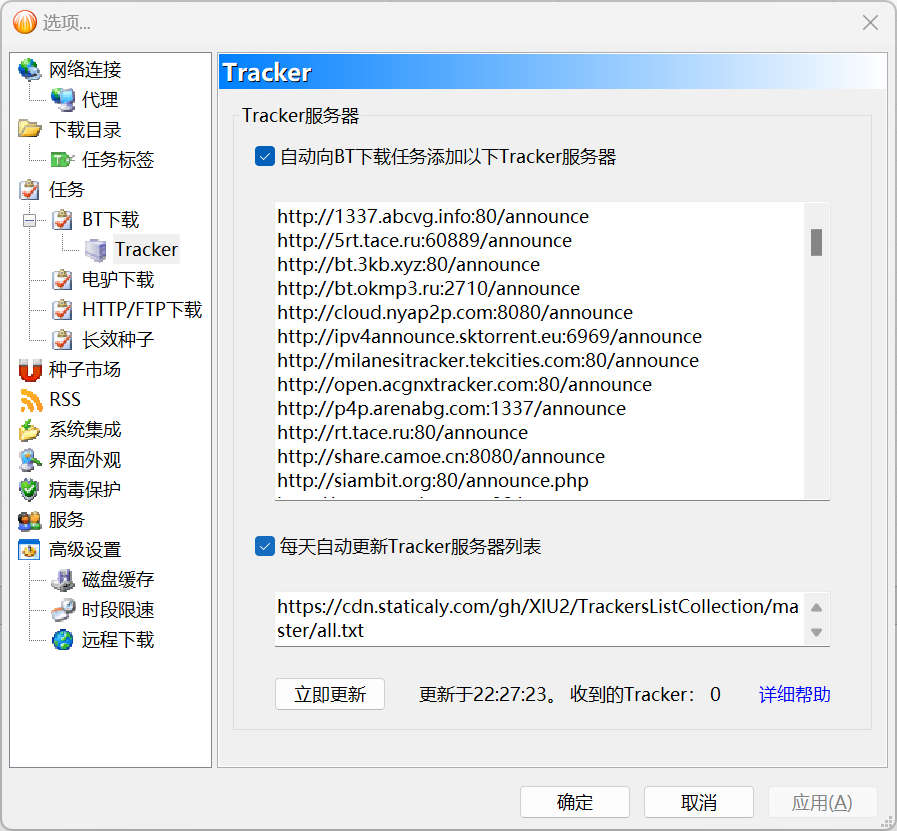 选项...
网络连接
代理
下载目录
任务标签
任务
BT下载
Tracker
电驴下载
HTTP/FTP下载
长效种子
种子市场
RSS
系统集成
界面外观
病毒保护
服务
高级设置
磁盘缓存
时段限速
远程下载
Tracker
Tracker服务器
自动向BT下载任务添加以下Tracker服务器
http://1337.abcvg.info:80/announce
http://5rt.tace.ru:60889/announce
http://bt.3kb.xyz:80/announce
http://bt.okmp3.ru:2710/announce
http://cloud.nyap2p.com:8080/announce
http://ipv4announce.sktorrent.eu:6969/announce
http://milanesitracker.tekcities.com:80/announce
http://open.acgnxtracker.com:80/announce
http://p4p.arenabg.com:1337/announce
http://rt.tace.ru:80/announce
http://share.camoe.cn:8080/announce
http://siambit.org:80/announce.php
每天自动更新Tracker服务器列表
https://cdn.staticaly.com/gh/XIU2/TrackersListCollection/ma
ster/all.txt
立即更新 更新于22:27:23。 收到的Tracker： 0 详细帮助
确定 取消 应用(A)